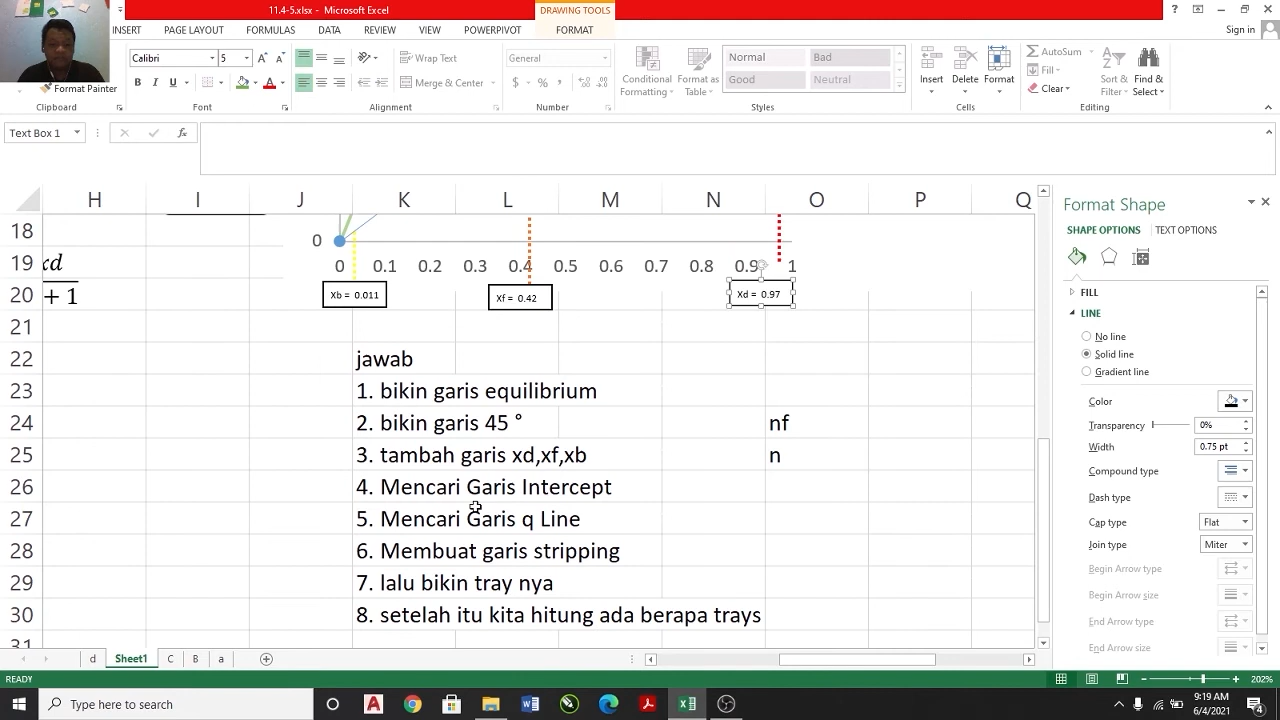 11.4-5.xlsx - Microsoft Excel
DRAWING TOOLS
? 
Sign in
INSERT PAGE LAYOUT FORMULAS DATA REVIEW VIEW POWERPIVOT FORMAT
Calibri 5 Wrap Text General Normal Bad
Format Painter Merge & Center $ % , Conditional Formatting Format as Table Good Neutral Insert Delete Format
AutoSum
Fill
Clear
Sort & Filter Find & Select
Clipboard Font Alignment Number Styles Cells Editing
Text Box 1 fx
H I J K L M N O P Q
18
0
19 xd 0 0.1 0.2 0.3 0.4 0.5 0.6 0.7 0.8 0.9 1
20 + 1 Xb = 0.011 Xf = 0.42 Xd = 0.97
21
22 jawab
23 1. bikin garis equilibrium
24 2. bikin garis 45 ° nf
25 3. tambah garis xd,xf,xb n
26 4. Mencari Garis Intercept
27 5. Mencari Garis q Line
28 6. Membuat garis stripping
29 7. lalu bikin tray nya
30 8. setelah itu kita hitung ada berapa trays
31
Format Shape
SHAPE OPTIONS TEXT OPTIONS
FILL
LINE
No line
Solid line
Gradient line
Color
Transparency 0%
Width 0.75 pt
Compound type
Dash type
Cap type Flat
Join type Miter
Begin Arrow type
Begin Arrow size
End Arrow type
End Arrow size
d Sheet1 C B a
READY 202%
Type here to search
9:19 AM
6/4/2021